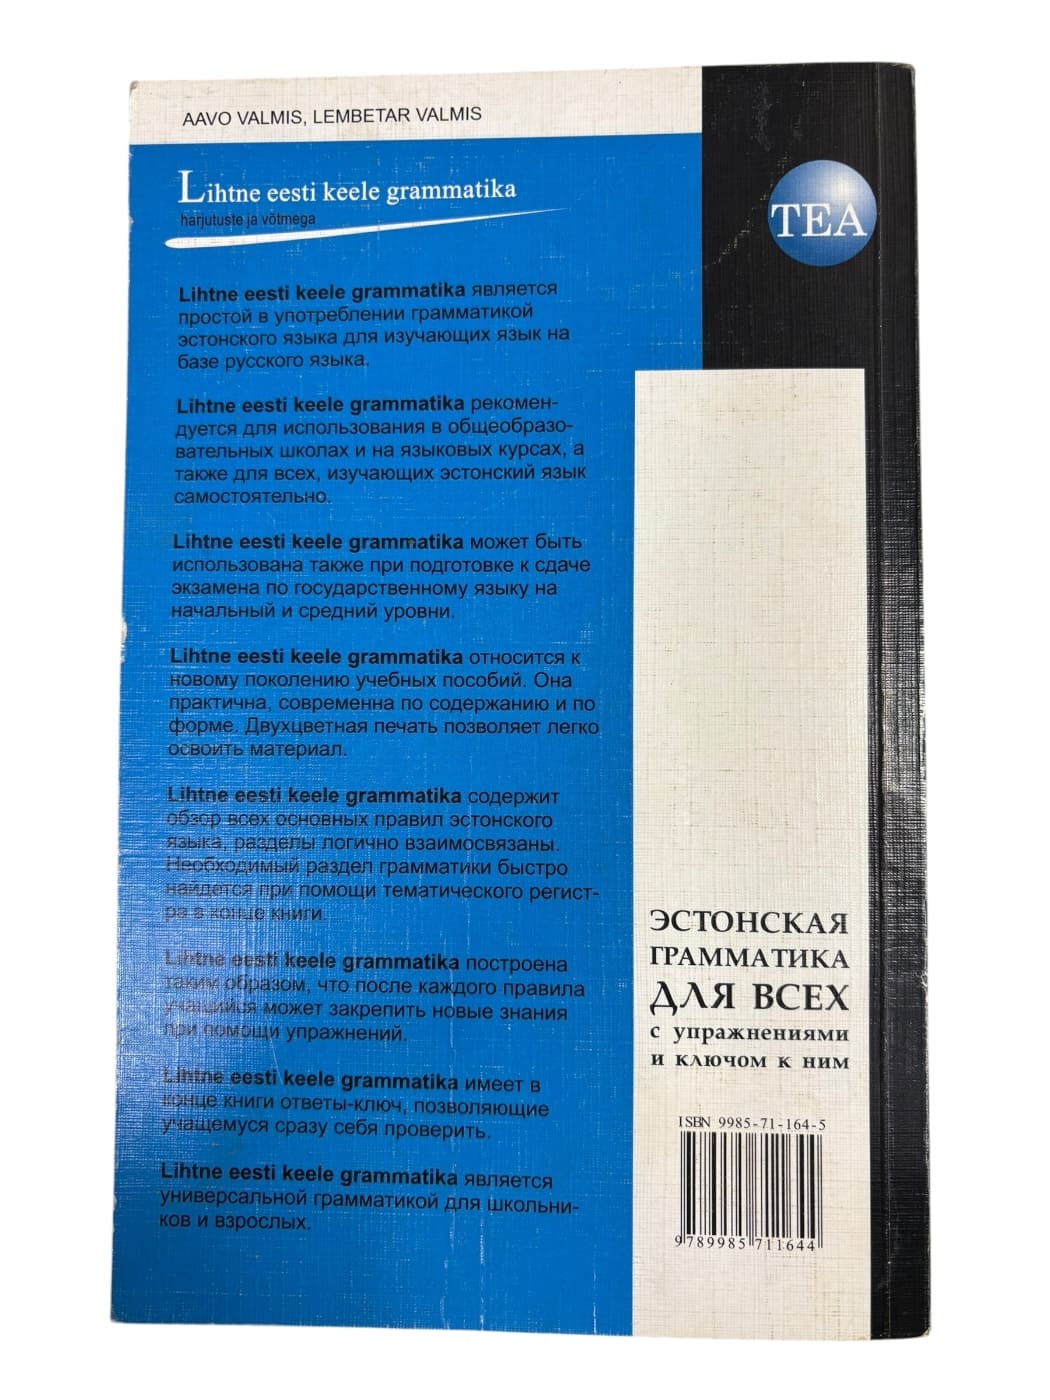 AAVO VALMIS, LEMBETAR VALMIS
Lihtne eesti keele grammatika
harjutuste ja võtmega
TEA
Lihtne eesti keele grammatika является
простой в употреблении грамматикой
эстонского языка для изучающих язык на
базе русского языка.
Lihtne eesti keele grammatika рекомен-
дуется для использования в общеобразо-
вательных школах и на языковых курсах, а
также для всех, изучающих эстонский язык
самостоятельно.
Lihtne eesti keele grammatika может быть
использована также при подготовке к сдаче
экзамена по государственному языку на
начальный и средний уровни.
Lihtne eesti keele grammatika относится к
новому поколению учебных пособий. Она
практична, современна по содержанию и по
форме. Двухцветная печать позволяет легко
освоить материал.
Lihtne eesti keele grammatika содержит
обзор всех основных правил эстонского
языка, разделы логично взаимосвязаны.
Необходимый раздел грамматики быстро
найдется при помощи тематического регист-
ра в конце книги.
Lihtne eesti keele grammatika построена
таким образом, что после каждого правила
учащийся может закрепить новые знания
при помощи упражнений.
Lihtne eesti keele grammatika имеет в
конце книги ответы-ключ, позволяющие
учащемуся сразу себя проверить.
Lihtne eesti keele grammatika является
универсальной грамматикой для школьни-
ков и взрослых.
ЭСТОНСКАЯ
ГРАММАТИКА
ДЛЯ ВСЕХ
с упражнениями
и ключом к ним
ISBN 9985-71-164-5
9 789985 711644